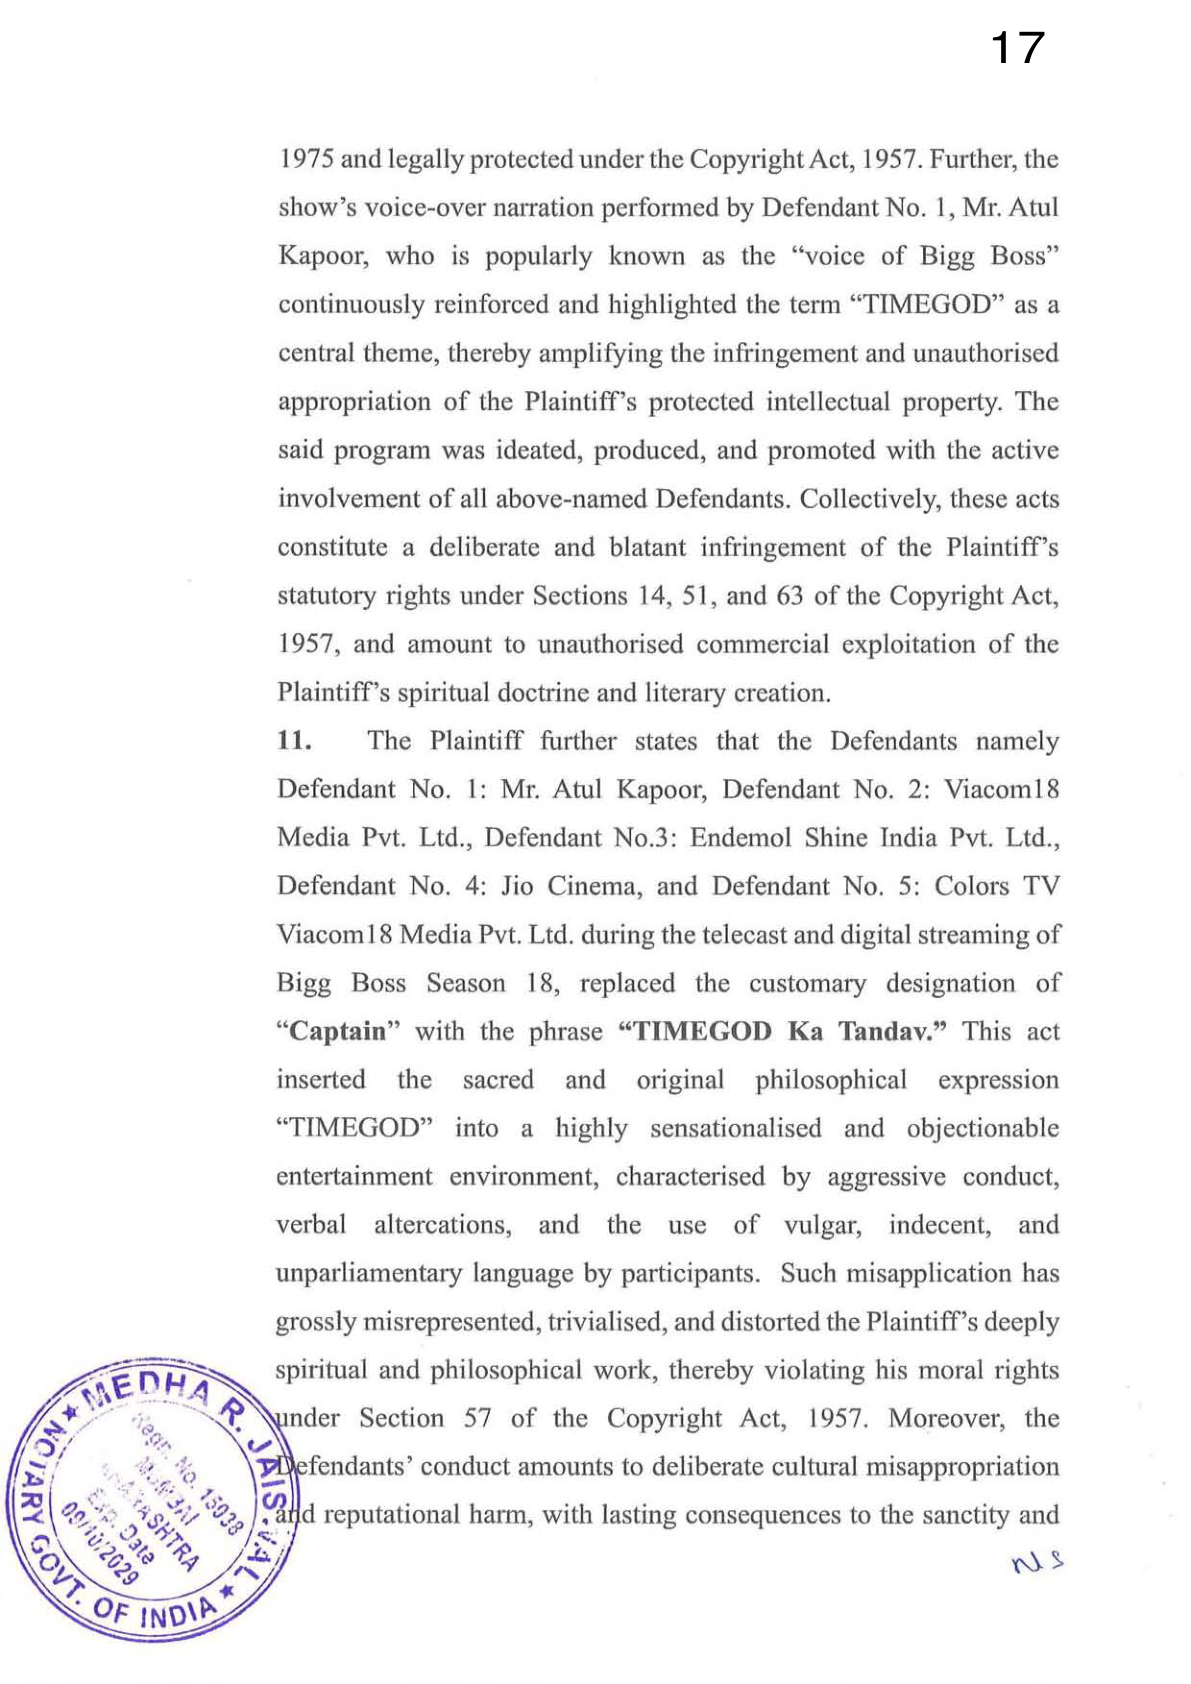 17
1975 and legally protected under the Copyright Act, 1957. Further, the
show’s voice-over narration performed by Defendant No. 1, Mr. Atul
Kapoor, who is popularly known as the “voice of Bigg Boss”
continuously reinforced and highlighted the term “TIMEGOD” as a
central theme, thereby amplifying the infringement and unauthorised
appropriation of the Plaintiff’s protected intellectual property. The
said program was ideated, produced, and promoted with the active
involvement of all above-named Defendants. Collectively, these acts
constitute a deliberate and blatant infringement of the Plaintiff’s
statutory rights under Sections 14, 51, and 63 of the Copyright Act,
1957, and amount to unauthorised commercial exploitation of the
Plaintiff’s spiritual doctrine and literary creation.
11. The Plaintiff further states that the Defendants namely
Defendant No. 1: Mr. Atul Kapoor, Defendant No. 2: Viacom18
Media Pvt. Ltd., Defendant No.3: Endemol Shine India Pvt. Ltd.,
Defendant No. 4: Jio Cinema, and Defendant No. 5: Colors TV
Viacom18 Media Pvt. Ltd. during the telecast and digital streaming of
Bigg Boss Season 18, replaced the customary designation of
“Captain” with the phrase “TIMEGOD Ka Tandav.” This act
inserted the sacred and original philosophical expression
“TIMEGOD” into a highly sensationalised and objectionable
entertainment environment, characterised by aggressive conduct,
verbal altercations, and the use of vulgar, indecent, and
unparliamentary language by participants. Such misapplication has
grossly misrepresented, trivialised, and distorted the Plaintiff’s deeply
spiritual and philosophical work, thereby violating his moral rights
under Section 57 of the Copyright Act, 1957. Moreover, the
Defendants’ conduct amounts to deliberate cultural misappropriation
and reputational harm, with lasting consequences to the sanctity and
MEDHA R.
Regn. No. 15038
Exp. Date
09/10/2029
GOVT. OF INDIA